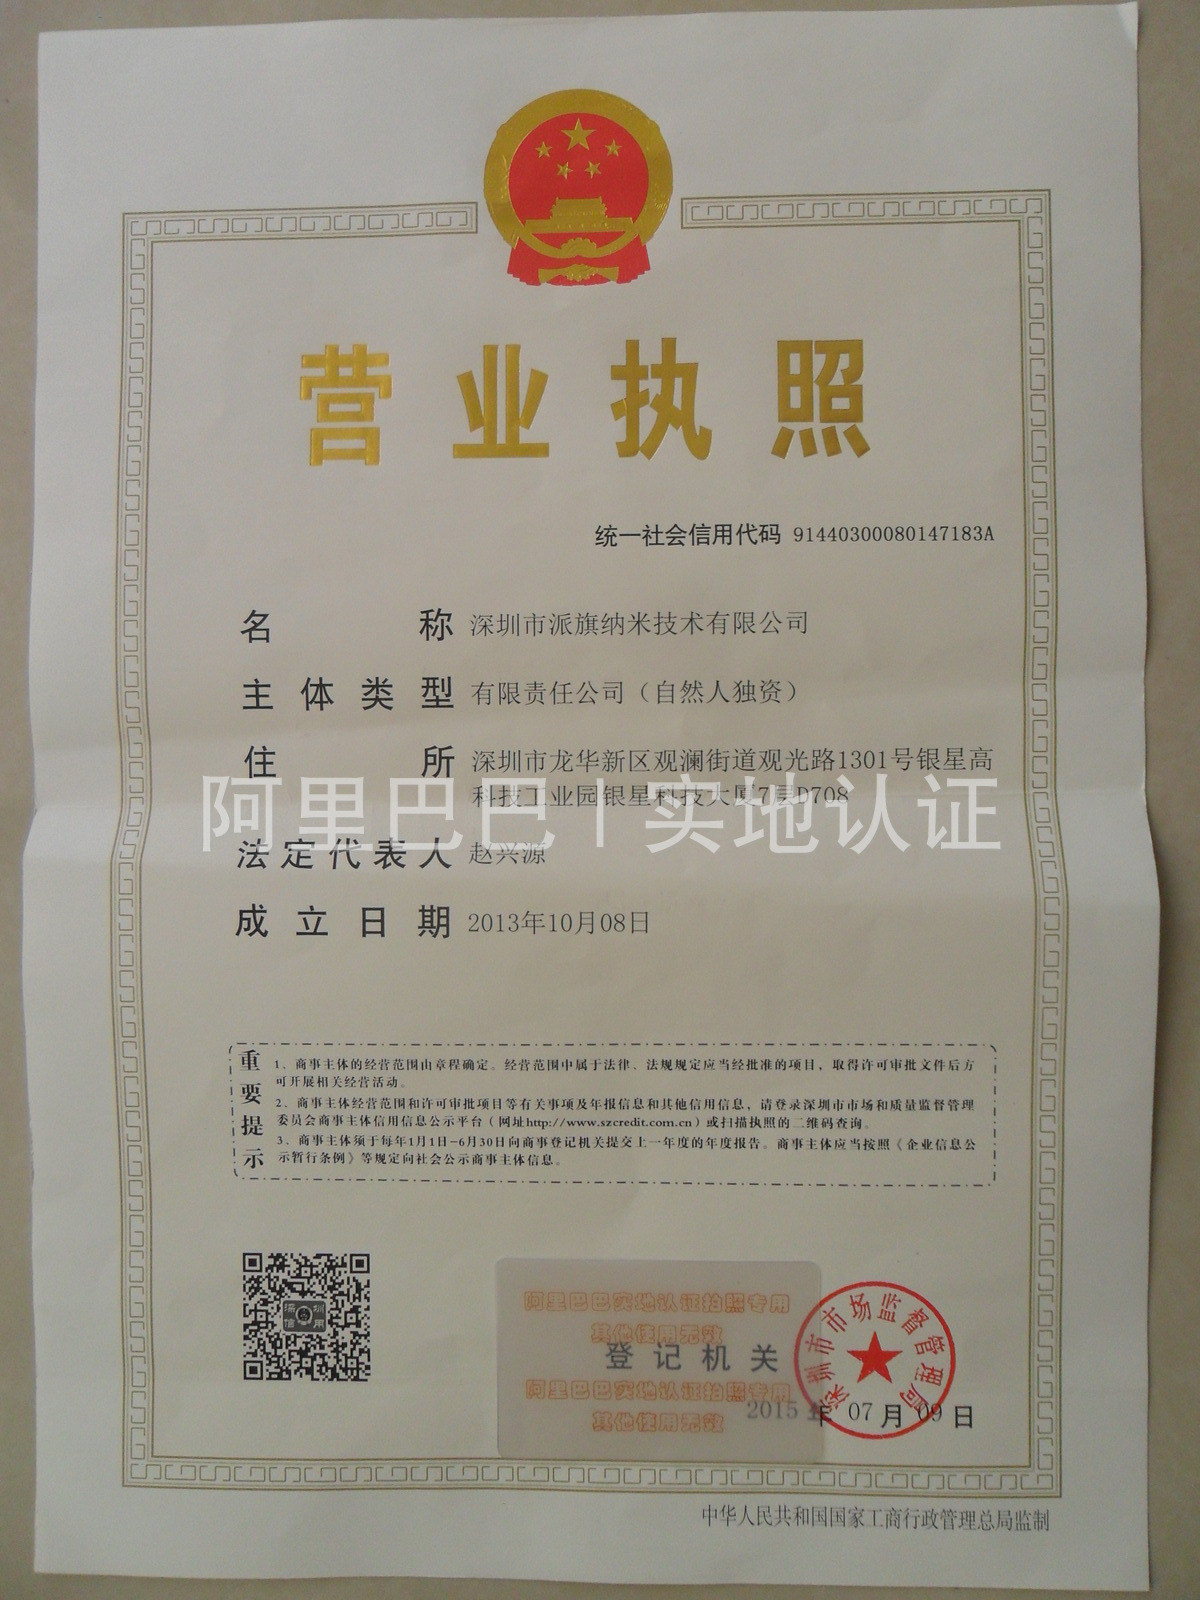 营业执照
统一社会信用代码 91440300080147183A
名称 深圳市派旗纳米技术有限公司
主体类型 有限责任公司（自然人独资）
住所 深圳市龙华新区观澜街道观光路1301号银星高
科技工业园银星科技大厦7层D708
阿里巴巴|实地认证
法定代表人 赵兴源
成立日期 2013年10月08日
重要提示
1、商事主体的经营范围由章程确定。经营范围中属于法律、法规规定应当经批准的项目，取得许可审批文件后方
可开展相关经营活动。
2、商事主体经营范围和许可审批项目等有关事项及年报信息和其他信用信息，请登录深圳市市场和质量监督管理
委员会商事主体信用信息公示平台（网址http://www.szcredit.com.cn）或扫描执照的二维码查询。
3、商事主体须于每年1月1日-6月30日向商事登记机关提交上一年度的年度报告。商事主体应当按照《企业信息公
示暂行条例》等规定向社会公示商事主体信息。
深圳
信用
阿里巴巴实地认证拍照专用
其他使用无效
登记机关
阿里巴巴实地认证拍照专用
其他使用无效
深圳市市场监督管理局
2015年07月09日
中华人民共和国国家工商行政管理总局监制